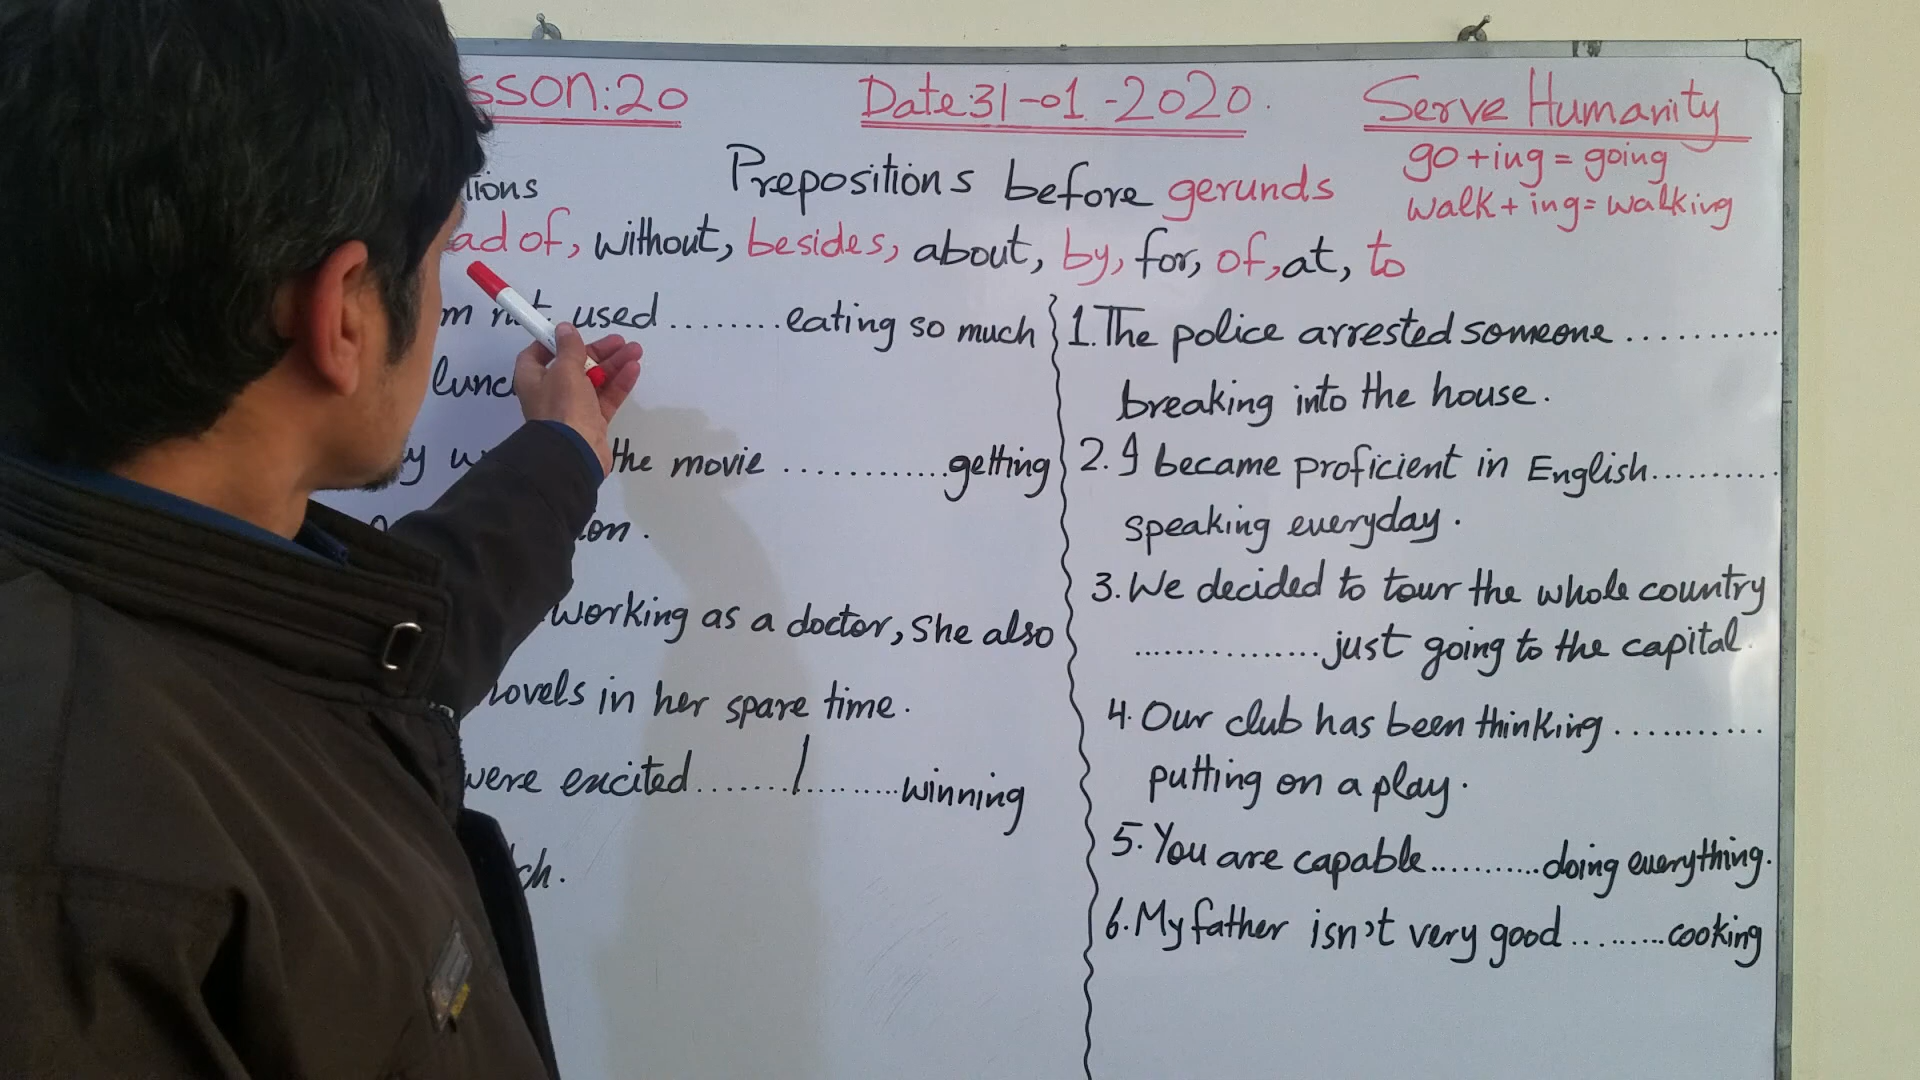 sson:20 Date:31-01-2020. Serve Humanity
Prepositions before gerunds
go+ing=going
walk+ing=walking
tions
ad of, without, besides, about, by, for, of, at, to
used ........ eating so much
lunc
the movie ............ getting
on.
working as a doctor, She also
novels in her spare time.
were excited ......./........ winning
ch.
1. The police arrested someone ...........
breaking into the house.
2. I became proficient in English...........
speaking everyday.
3. We decided to tour the whole country
................ just going to the capital.
4. Our club has been thinking ...........
putting on a play.
5. You are capable........... doing everything.
6. My father isn't very good ......... cooking